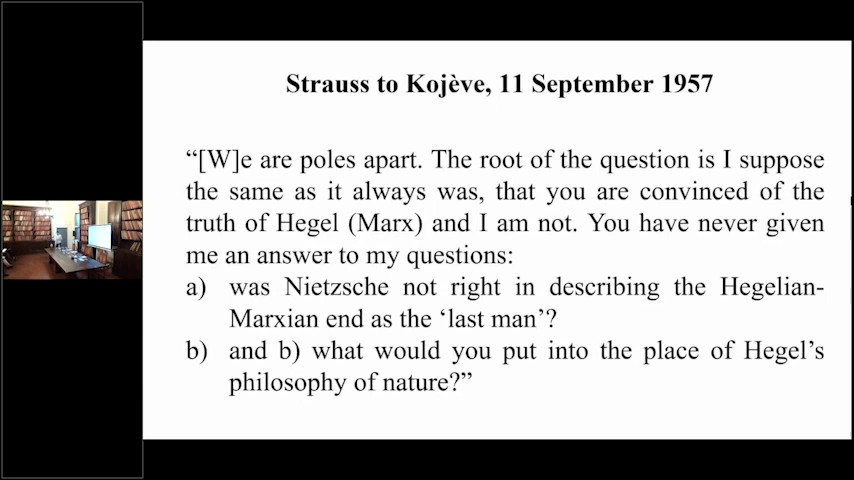 Strauss to Kojève, 11 September 1957
“[W]e are poles apart. The root of the question is I suppose
the same as it always was, that you are convinced of the
truth of Hegel (Marx) and I am not. You have never given
me an answer to my questions:
a) was Nietzsche not right in describing the Hegelian-
Marxian end as the ‘last man’?
b) and b) what would you put into the place of Hegel’s
philosophy of nature?”